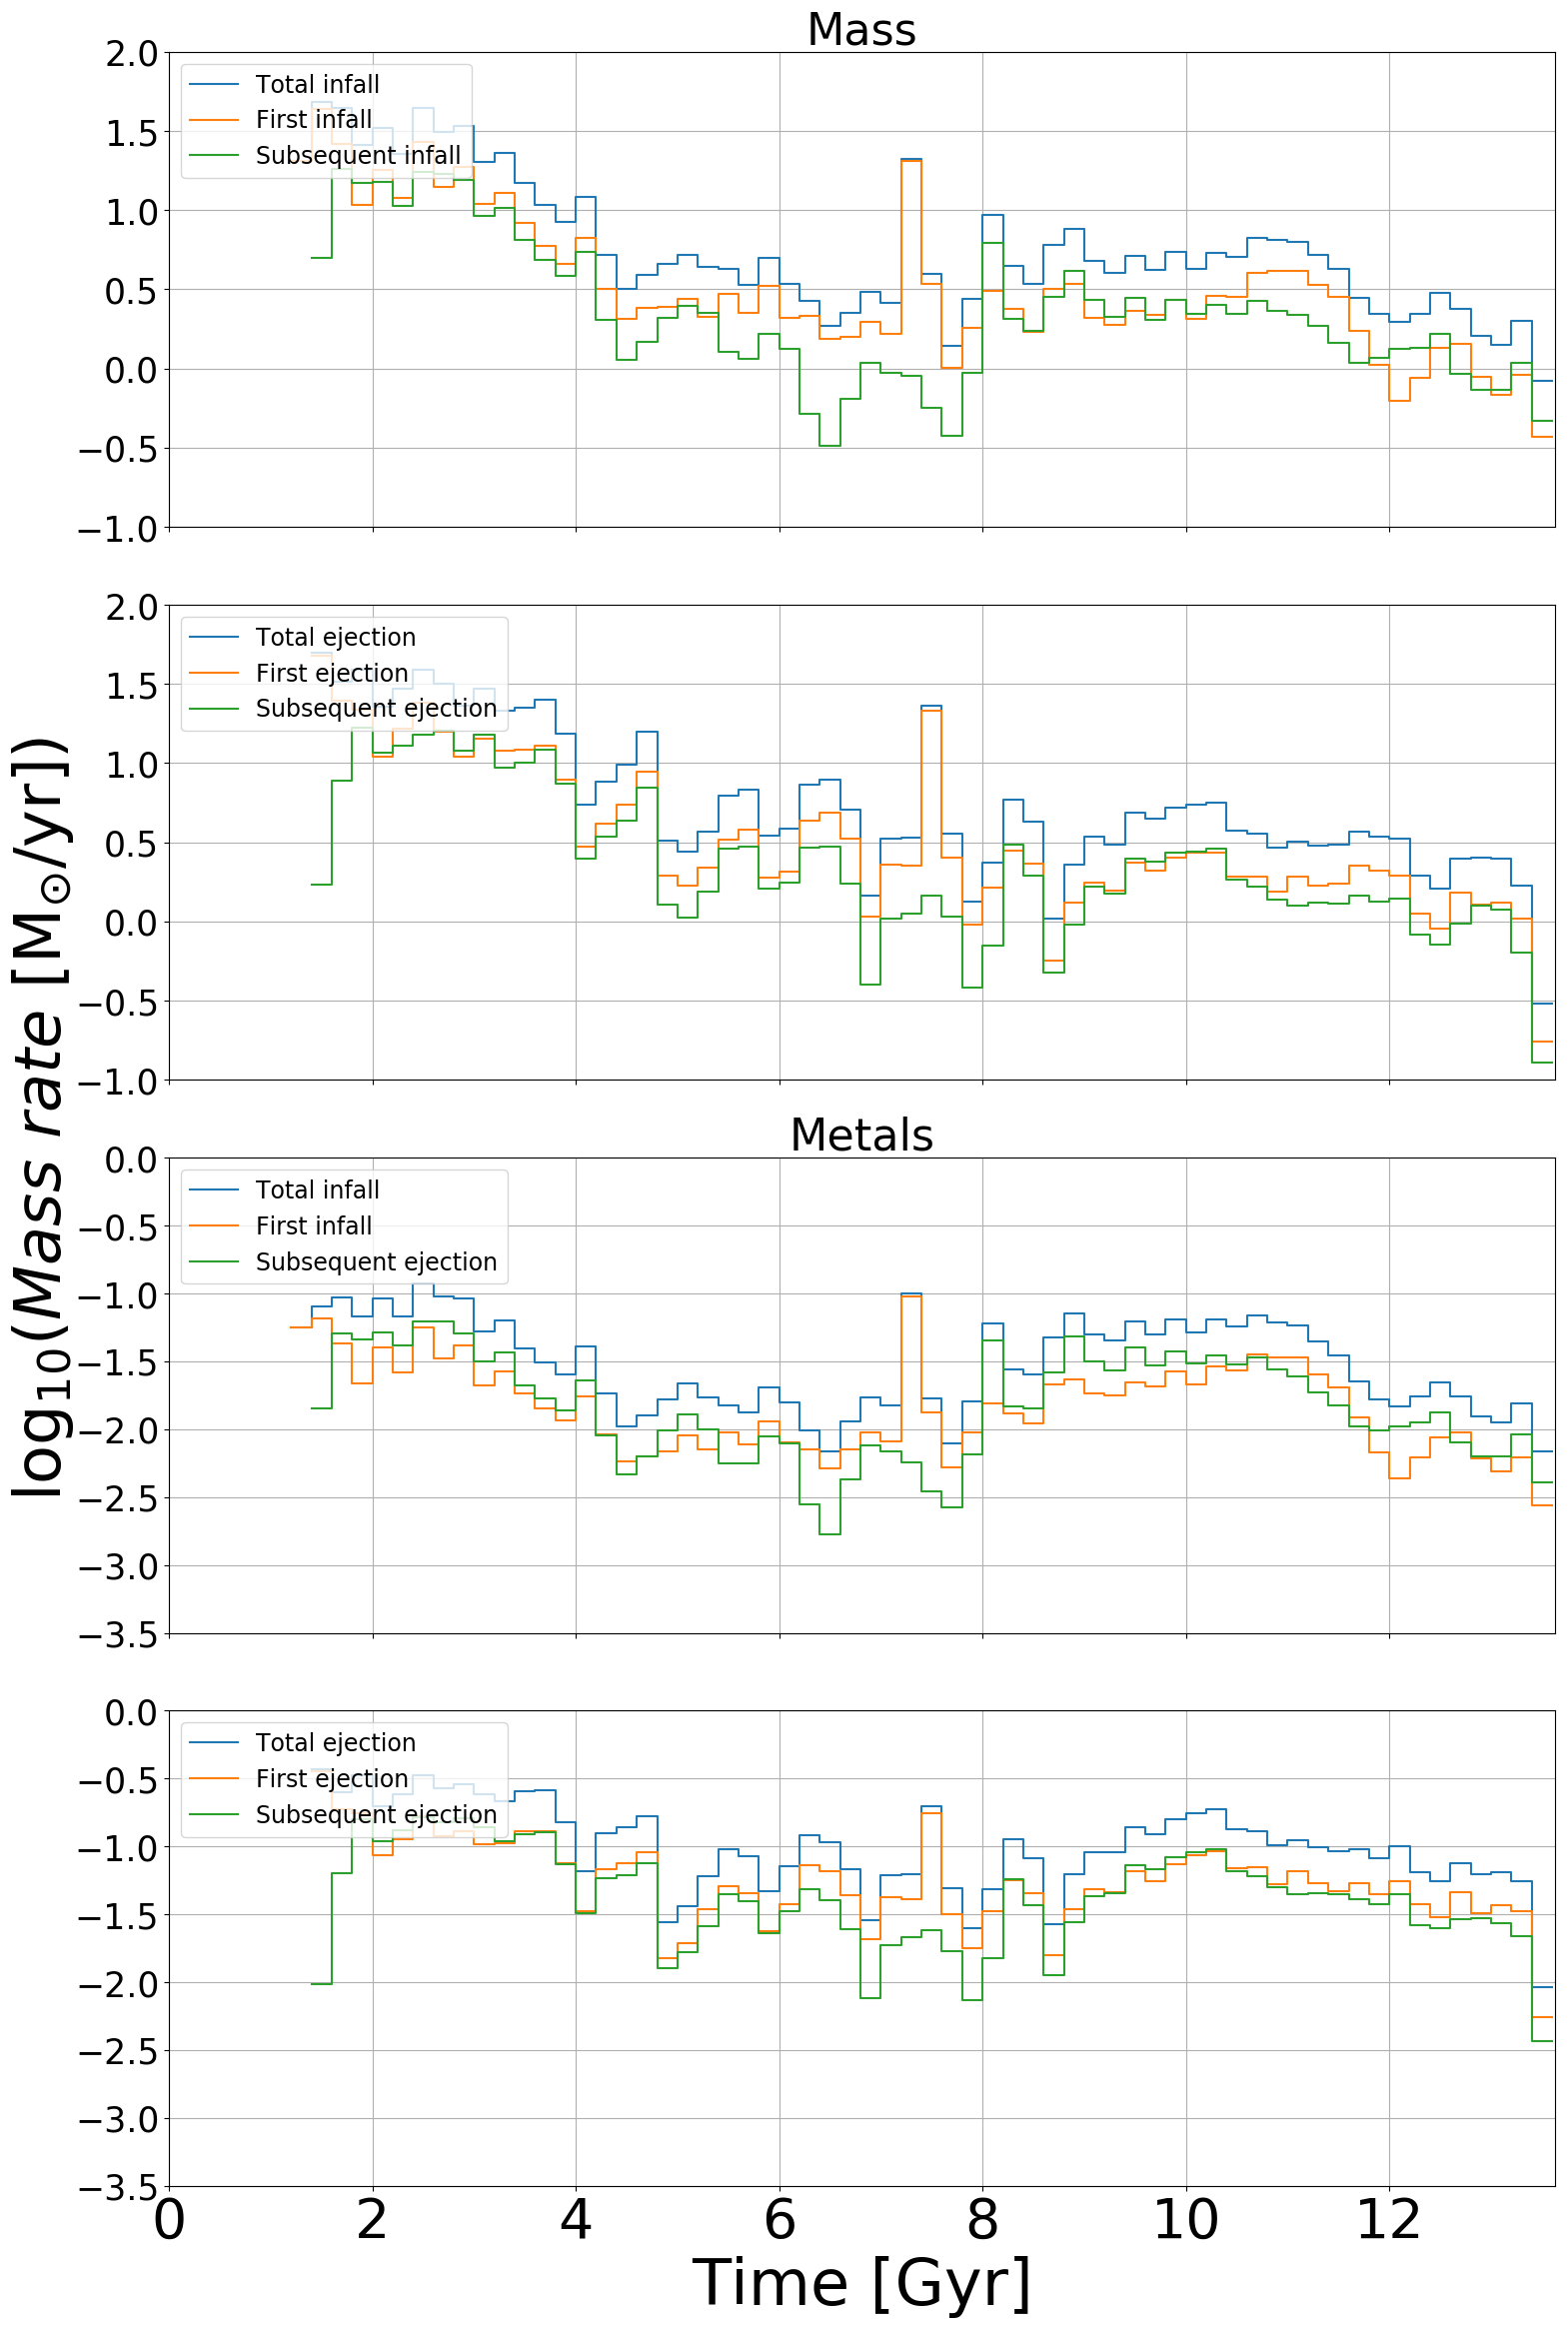 Mass
2.0
1.5
1.0
0.5
0.0
−0.5
−1.0
Total infall
First infall
Subsequent infall
2.0
1.5
1.0
0.5
0.0
−0.5
−1.0
Total ejection
First ejection
Subsequent ejection
log10(Mass rate [M⊙/yr])
Metals
0.0
−0.5
−1.0
−1.5
−2.0
−2.5
−3.0
−3.5
Total infall
First infall
Subsequent ejection
0.0
−0.5
−1.0
−1.5
−2.0
−2.5
−3.0
−3.5
Total ejection
First ejection
Subsequent ejection
0 2 4 6 8 10 12
Time [Gyr]